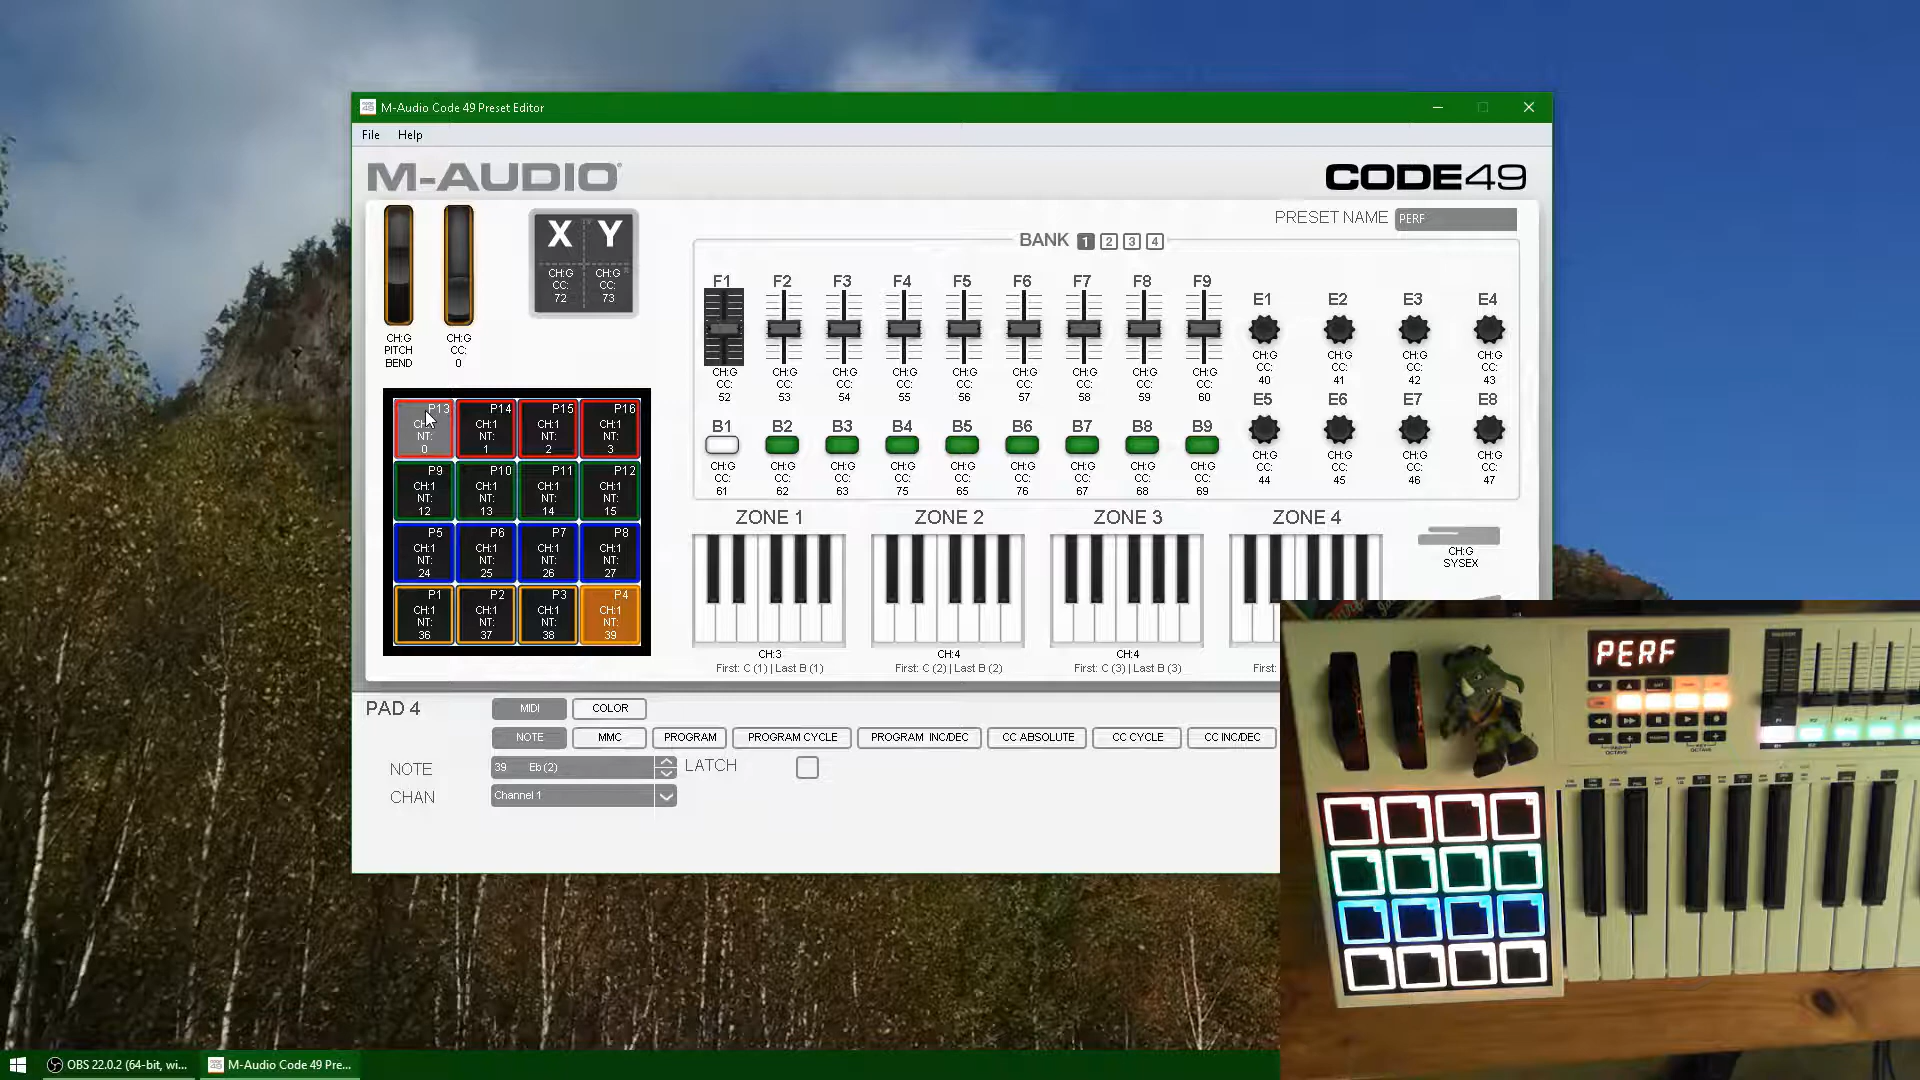 M-Audio Code 49 Preset Editor
File Help
M-AUDIO
CODE49
PRESET NAME PERF
X Y
CH:G CH:G
CC: CC:
72 73
CH:G CH:G
PITCH CC:
BEND 0
BANK 1 2 3 4
F1 F2 F3 F4 F5 F6 F7 F8 F9
CH:G CH:G CH:G CH:G CH:G CH:G CH:G CH:G CH:G
CC: CC: CC: CC: CC: CC: CC: CC: CC:
52 53 54 55 56 57 58 59 60
B1 B2 B3 B4 B5 B6 B7 B8 B9
CH:G CH:G CH:G CH:G CH:G CH:G CH:G CH:G CH:G
CC: CC: CC: CC: CC: CC: CC: CC: CC:
61 62 63 75 65 76 67 68 69
E1 E2 E3 E4
CH:G CH:G CH:G CH:G
CC: CC: CC: CC:
40 41 42 43
E5 E6 E7 E8
CH:G CH:G CH:G CH:G
CC: CC: CC: CC:
44 45 46 47
P13 P14 P15 P16
CH:1 CH:1 CH:1
NT: NT: NT: NT:
0 1 2 3
P9 P10 P11 P12
CH:1 CH:1 CH:1 CH:1
NT: NT: NT: NT:
12 13 14 15
P5 P6 P7 P8
CH:1 CH:1 CH:1 CH:1
NT: NT: NT: NT:
24 25 26 27
P1 P2 P3 P4
CH:1 CH:1 CH:1 CH:1
NT: NT: NT: NT:
36 37 38 39
ZONE 1 ZONE 2 ZONE 3 ZONE 4
CH:3 CH:4 CH:4
First: C (1) | Last B (1) First: C (2) | Last B (2) First: C (3) | Last B (3) First:
CH:G
SYSEX
PAD 4
MIDI COLOR
NOTE MMC PROGRAM PROGRAM CYCLE PROGRAM INC/DEC CC ABSOLUTE CC CYCLE CC INC/DEC
NOTE 39 Eb (2) LATCH
CHAN Channel 1
PERF
OBS 22.0.2 (64-bit, wi...
M-Audio Code 49 Pre...